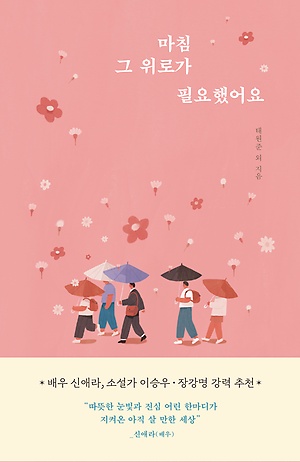 마침
그 위로가
필요했어요
태원준 외 지음
* 배우 신애라, 소설가 이승우·장강명 강력 추천 *
“따뜻한 눈빛과 진심 어린 한마디가
지켜온 아직 살 만한 세상”
_신애라(배우)